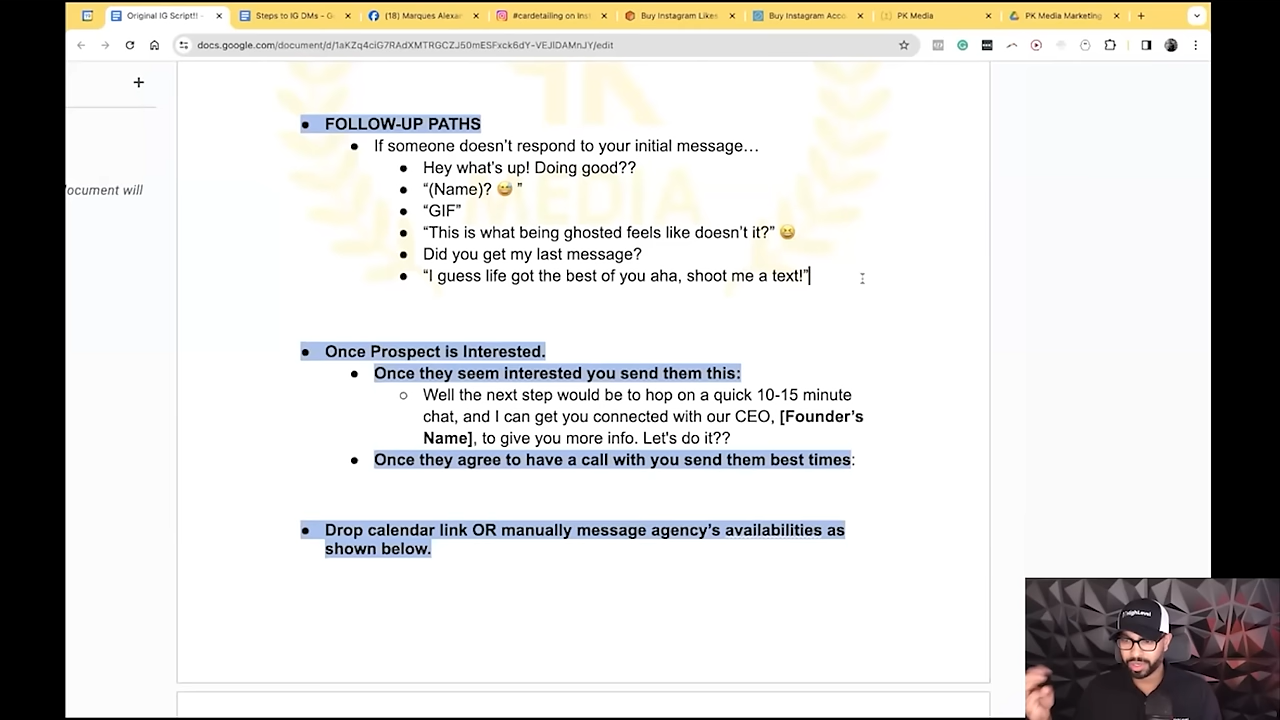 Original IG Script!! -
Steps to IG DMs – G
(18) Marques Alexan
#cardetailing on Inst
Buy Instagram Likes
Buy Instagram Acco
PK Media
PK Media Marketing
docs.google.com/document/d/1aKZq4ciG7RAdXMTRGCZJ50mESFxck6dY-VEJlDAMnJY/edit
FOLLOW-UP PATHS
ocument will
If someone doesn't respond to your initial message…
Hey what's up! Doing good??
“(Name)? 😅 ”
“GIF”
MEDIA
“This is what being ghosted feels like doesn’t it?” 😆
Did you get my last message?
“I guess life got the best of you aha, shoot me a text!”
Once Prospect is Interested.
Once they seem interested you send them this:
Well the next step would be to hop on a quick 10-15 minute
chat, and I can get you connected with our CEO, [Founder’s
Name], to give you more info. Let's do it??
Once they agree to have a call with you send them best times:
Drop calendar link OR manually message agency’s availabilities as
shown below.
HighLevel